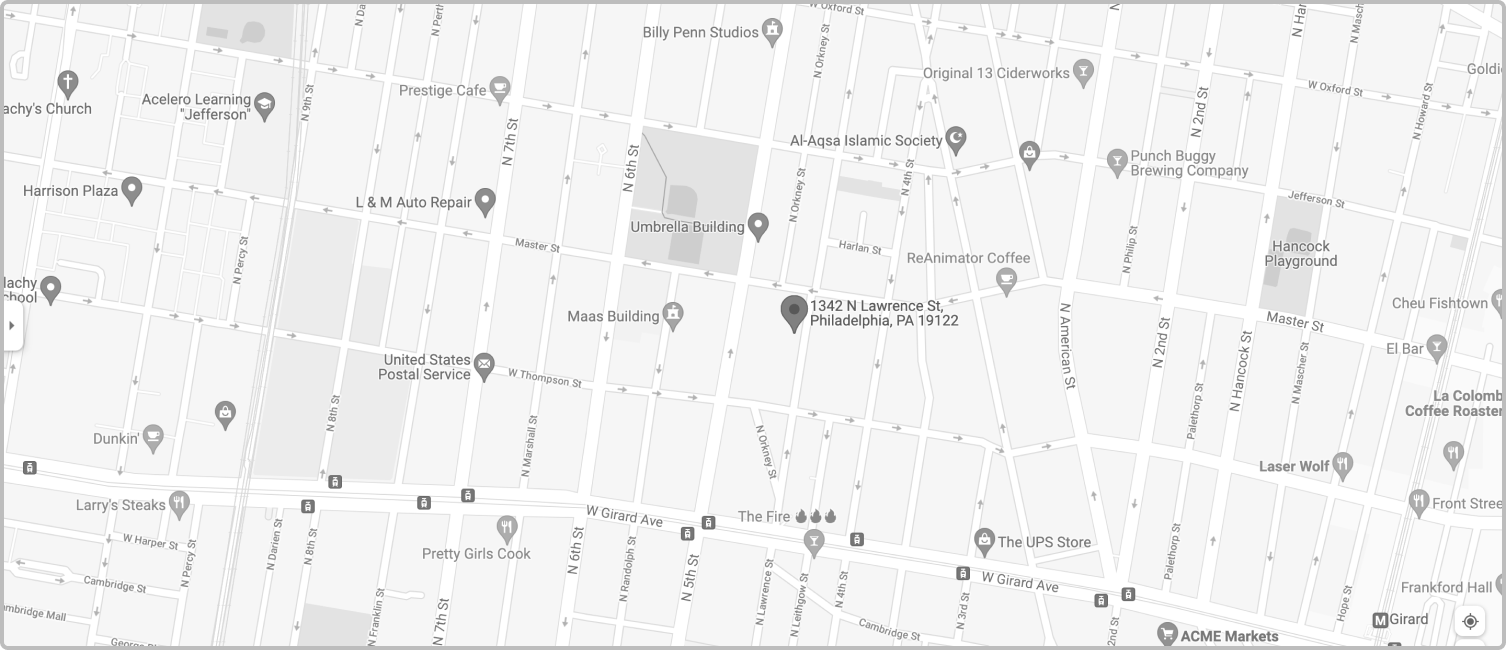 W Oxford St
N Orkney St
Billy Penn Studios
Original 13 Ciderworks
Prestige Cafe
W Oxford St
achy's Church
Acelero Learning
"Jefferson"
N 9th St
N 7th St
N 6th St
Al-Aqsa Islamic Society
N 2nd St
N Howard St
Punch Buggy
Brewing Company
Harrison Plaza
L & M Auto Repair
N Orkney St
N 4th St
Jefferson St
Umbrella Building
Master St
Harlan St
N Percy St
N Philip St
Hancock
Playground
ReAnimator Coffee
lachy
chool
Maas Building
1342 N Lawrence St,
Philadelphia, PA 19122
Cheu Fishtown
Master St
N American St
N 2nd St
N Hancock St
N Mascher St
El Bar
United States
Postal Service
W Thompson St
La Colomb
Coffee Roaster
Palethorp St
N 8th St
Dunkin'
N Marshall St
N Orkney St
Laser Wolf
Larry's Steaks
W Girard Ave
The Fire 🔥🔥🔥
Front Stree
W Harper St
N Percy St
N Darien St
N 8th St
Pretty Girls Cook
N 6th St
N Randolph St
N 5th St
The UPS Store
Palethorp St
Cambridge St
W Girard Ave
Frankford Hall
ambridge Mall
N Franklin St
N 7th St
N Lawrence St
N Leithgow St
N 4th St
Cambridge St
N 3rd St
2nd St
Hope St
M Girard
ACME Markets